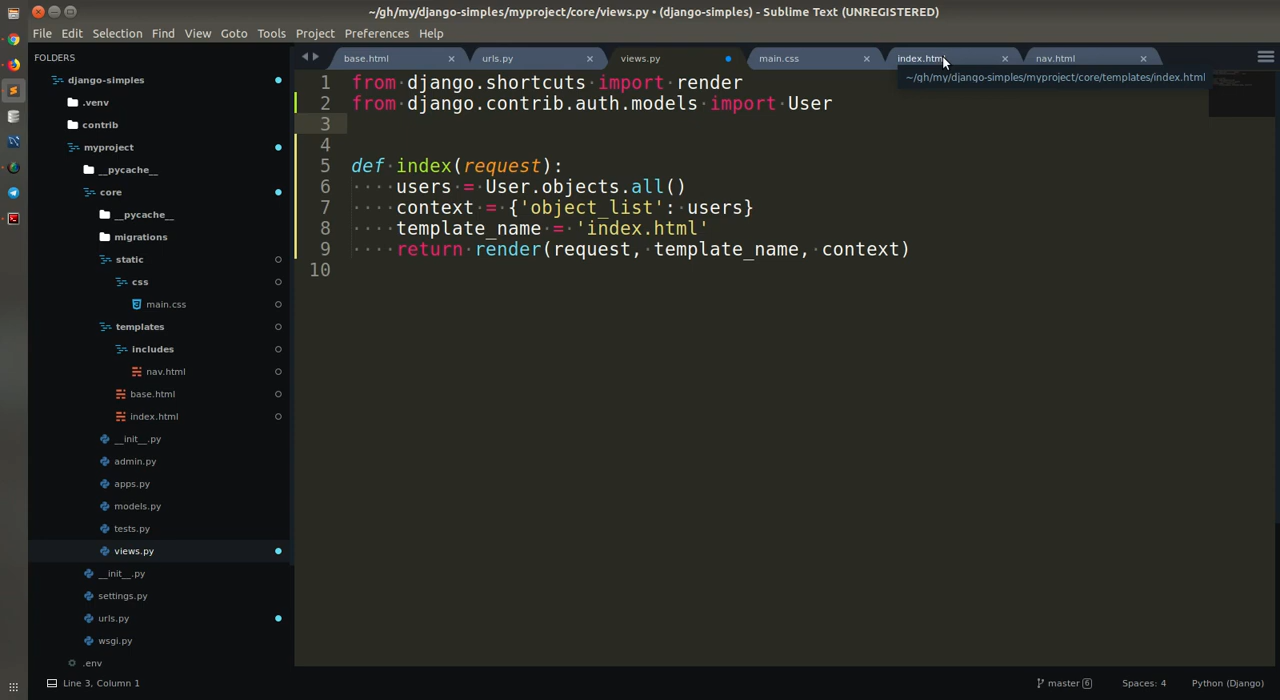 ~/gh/my/django-simples/myproject/core/views.py • (django-simples) - Sublime Text (UNREGISTERED)
File Edit Selection Find View Goto Tools Project Preferences Help
FOLDERS
django-simples
.venv
contrib
myproject
__pycache__
core
__pycache__
migrations
static
css
main.css
templates
includes
nav.html
base.html
index.html
__init__.py
admin.py
apps.py
models.py
tests.py
views.py
__init__.py
settings.py
urls.py
wsgi.py
.env
base.html urls.py views.py main.css index.html nav.html
~/gh/my/django-simples/myproject/core/templates/index.html
1 from django.shortcuts import render
2 from django.contrib.auth.models import User
3
4
5 def index(request):
6 users = User.objects.all()
7 context = {'object_list': users}
8 template_name = 'index.html'
9 return render(request, template_name, context)
10
Line 3, Column 1 master 6 Spaces: 4 Python (Django)